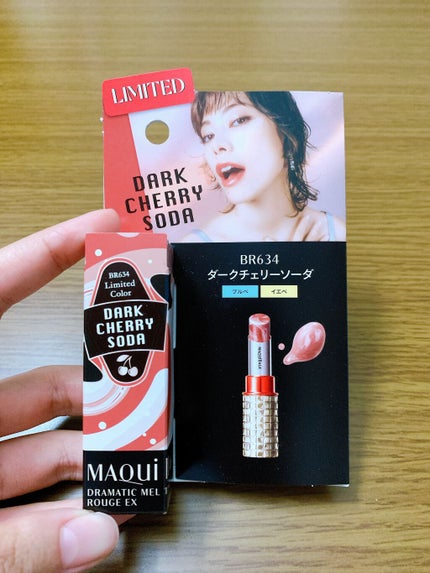 LIMITED
DARK
CHERRY
SODA
BR634
ダークチェリーソーダ
ブルベ
イエベ
BR634
Limited
Color
DARK
CHERRY
SODA
MAQUi
DRAMATIC MEL
ROUGE EX